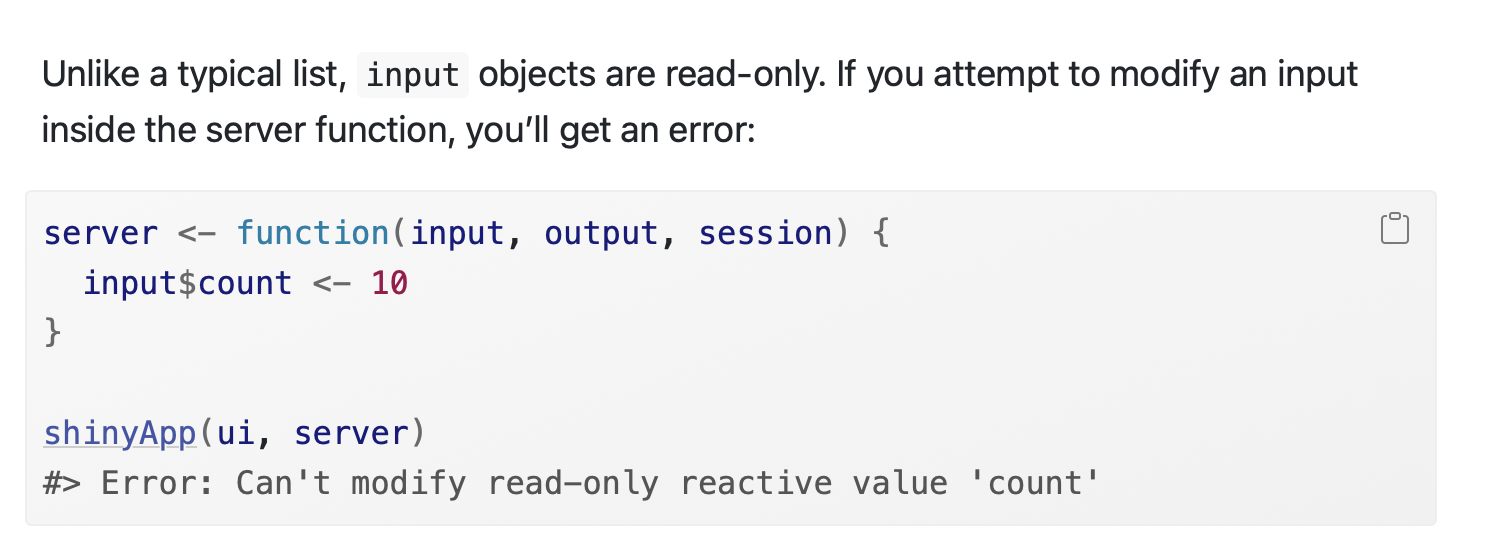 Unlike a typical list, input objects are read-only. If you attempt to modify an input
inside the server function, you’ll get an error:
server <- function(input, output, session) {
  input$count <- 10
}
shinyApp(ui, server)
#> Error: Can't modify read-only reactive value 'count'